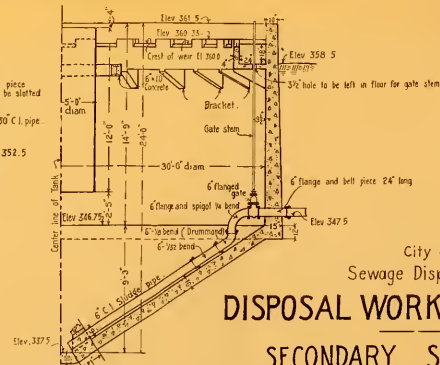 Elev 361.5
Elev 360.33
Crest of weir El 360.0
Elev 358 5
3½" hole to be left in floor for gate stem
piece
be slotted
6"x10"
Concrete
5'-0"
diam
30" C.I. pipe
Bracket.
Gate stem
352.5
12'-0"
14'-9"
24'-0"
30'-0" diam
6" flanged
gate
6" flange and bell piece 24" long
6" flange and spigot ¼ bend
Elev 346.75
2'-5"
Elev 347.5
6"-⅛ bend (Drummond)
15"
6"-1/32 bend
Center line of Tank
9'-3"
6" C.I. Sludge pipe
Elev. 337.5
City
Sewage Disp
DISPOSAL WORK
SECONDARY S